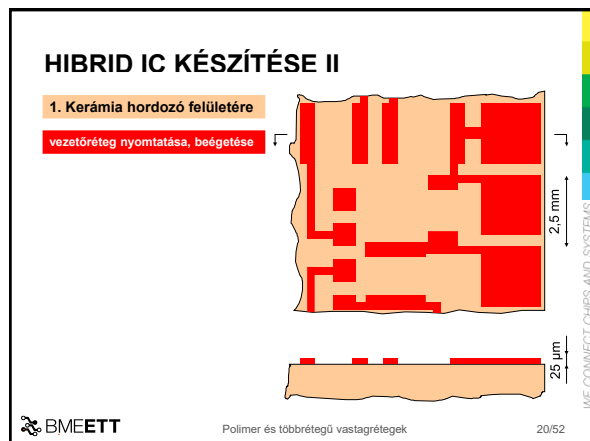 HIBRID IC KÉSZÍTÉSE II
1. Kerámia hordozó felületére
vezetőréteg nyomtatása, beégetése
2,5 mm
25 µm
WE CONNECT CHIPS AND SYSTEMS
BMEETT
Polimer és többrétegű vastagrétegek
20/52